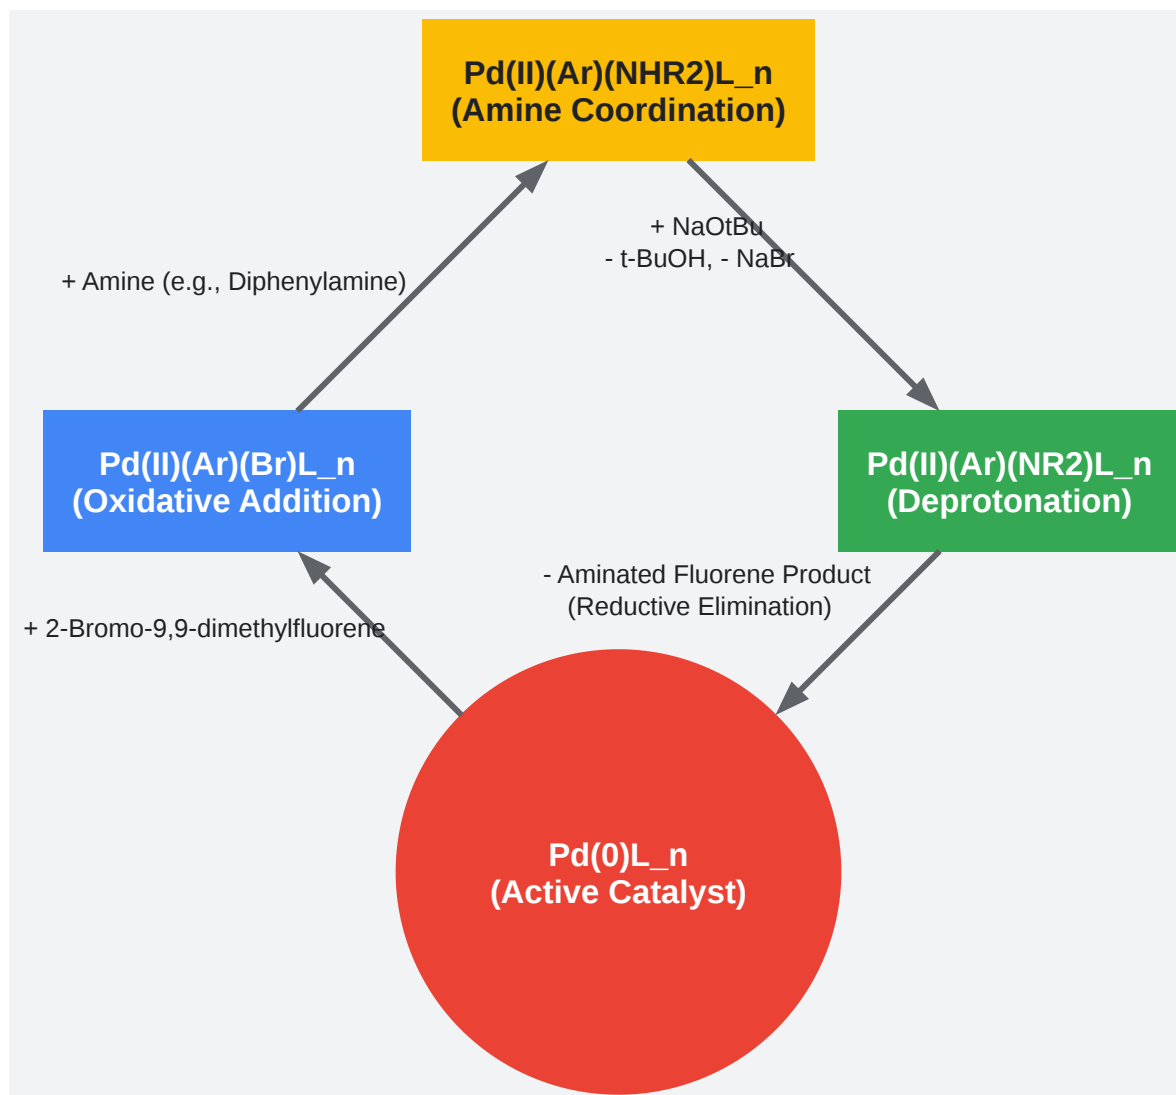 Pd(II)(Ar)(NHR2)L_n
(Amine Coordination)
+ NaOtBu
- t-BuOH, - NaBr
+ Amine (e.g., Diphenylamine)
Pd(II)(Ar)(Br)L_n
(Oxidative Addition)
Pd(II)(Ar)(NR2)L_n
(Deprotonation)
- Aminated Fluorene Product
(Reductive Elimination)
+ 2-Bromo-9,9-dimethylfluorene
Pd(0)L_n
(Active Catalyst)